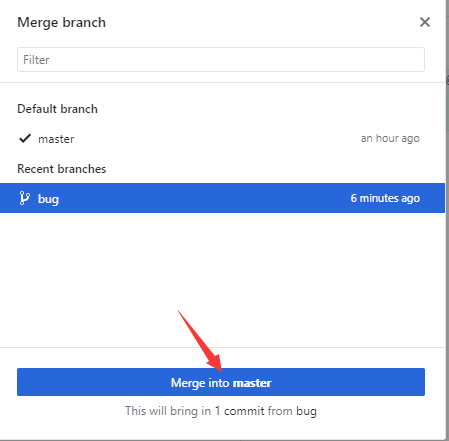 Merge branch
Filter
Default branch
master an hour ago
Recent branches
bug 6 minutes ago
Merge into master
This will bring in 1 commit from bug